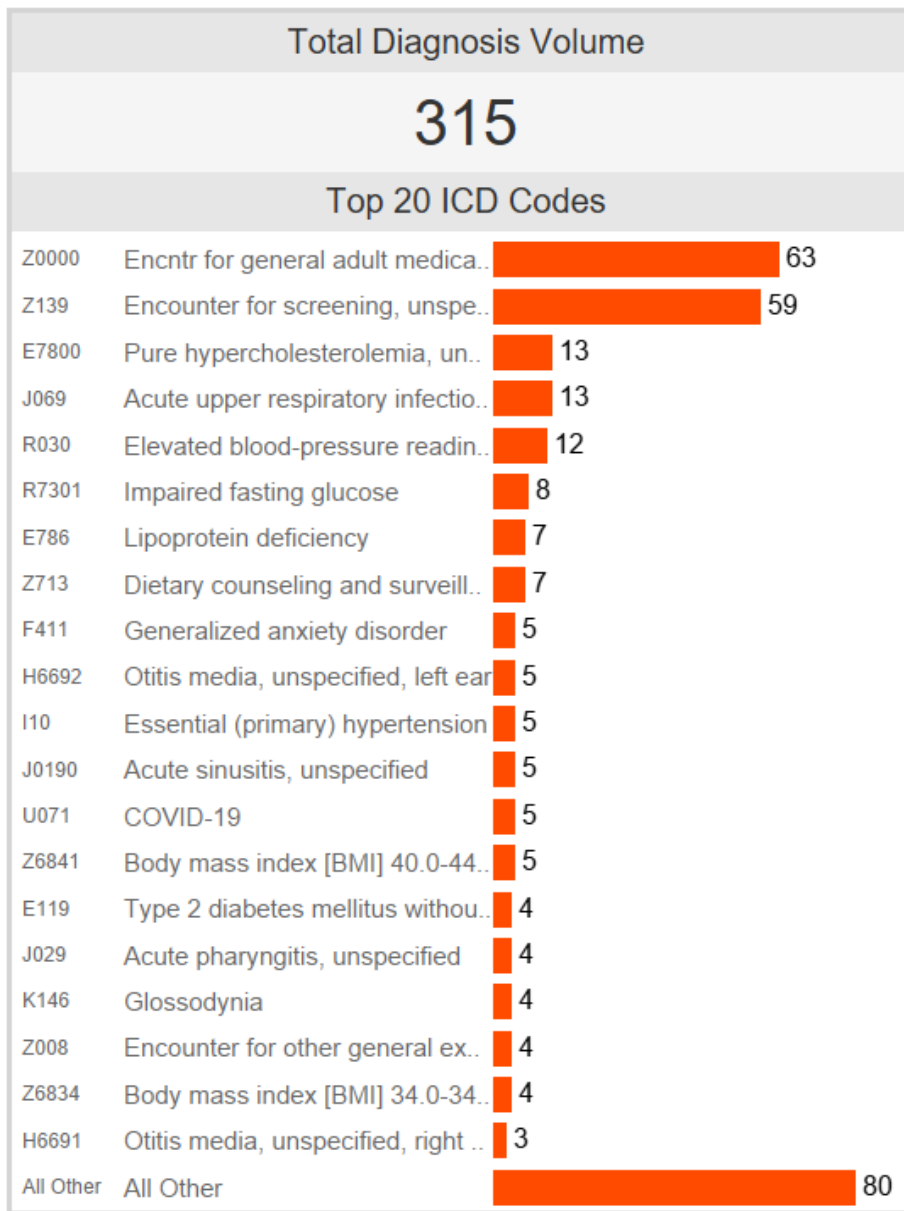 Total Diagnosis Volume
315
Top 20 ICD Codes
Z0000 Encntr for general adult medica.. 63
Z139 Encounter for screening, unspe.. 59
E7800 Pure hypercholesterolemia, un.. 13
J069 Acute upper respiratory infectio.. 13
R030 Elevated blood-pressure readin.. 12
R7301 Impaired fasting glucose 8
E786 Lipoprotein deficiency 7
Z713 Dietary counseling and surveill.. 7
F411 Generalized anxiety disorder 5
H6692 Otitis media, unspecified, left ear 5
I10 Essential (primary) hypertension 5
J0190 Acute sinusitis, unspecified 5
U071 COVID-19 5
Z6841 Body mass index [BMI] 40.0-44.. 5
E119 Type 2 diabetes mellitus withou.. 4
J029 Acute pharyngitis, unspecified 4
K146 Glossodynia 4
Z008 Encounter for other general ex.. 4
Z6834 Body mass index [BMI] 34.0-34.. 4
H6691 Otitis media, unspecified, right .. 3
All Other All Other 80